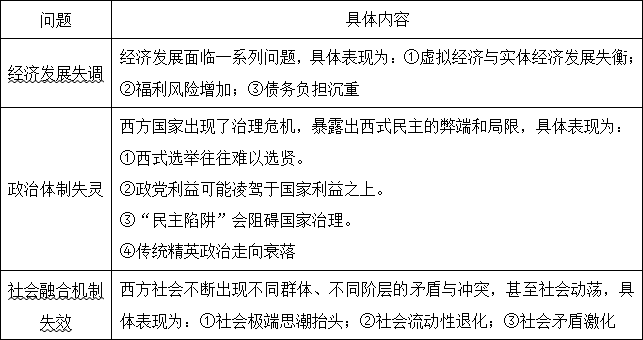 问题
具体内容
经济发展失调
经济发展面临一系列问题，具体表现为：①虚拟经济与实体经济发展失衡；
②福利风险增加；③债务负担沉重
政治体制失灵
西方国家出现了治理危机，暴露出西式民主的弊端和局限，具体表现为：
①西式选举往往难以选贤。
②政党利益可能凌驾于国家利益之上。
③“民主陷阱”会阻碍国家治理。
④传统精英政治走向衰落
社会融合机制
失效
西方社会不断出现不同群体、不同阶层的矛盾与冲突，甚至社会动荡，具
体表现为：①社会极端思潮抬头；②社会流动性退化；③社会矛盾激化